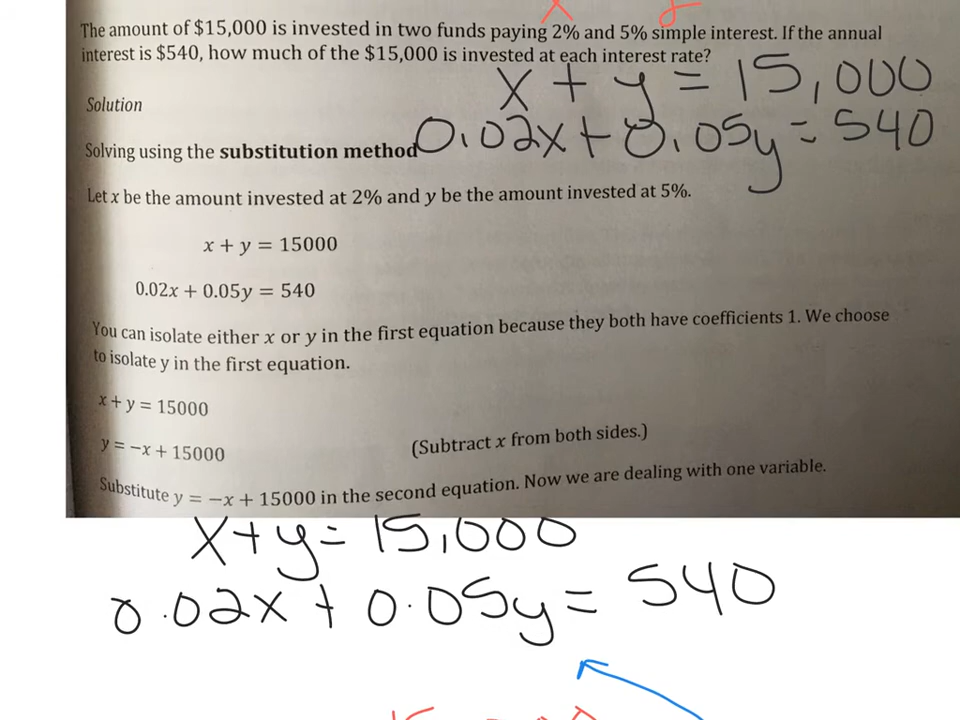 x y
The amount of $15,000 is invested in two funds paying 2% and 5% simple interest. If the annual
interest is $540, how much of the $15,000 is invested at each interest rate?
x + y = 15,000
Solution
0.02x + 0.05y = 540
Solving using the substitution method
Let x be the amount invested at 2% and y be the amount invested at 5%.
x + y = 15000
0.02x + 0.05y = 540
You can isolate either x or y in the first equation because they both have coefficients 1. We choose
to isolate y in the first equation.
x + y = 15000
y = −x + 15000 (Subtract x from both sides.)
Substitute y = −x + 15000 in the second equation. Now we are dealing with one variable.
x+y= 15,000
0.02x + 0.05y = 540